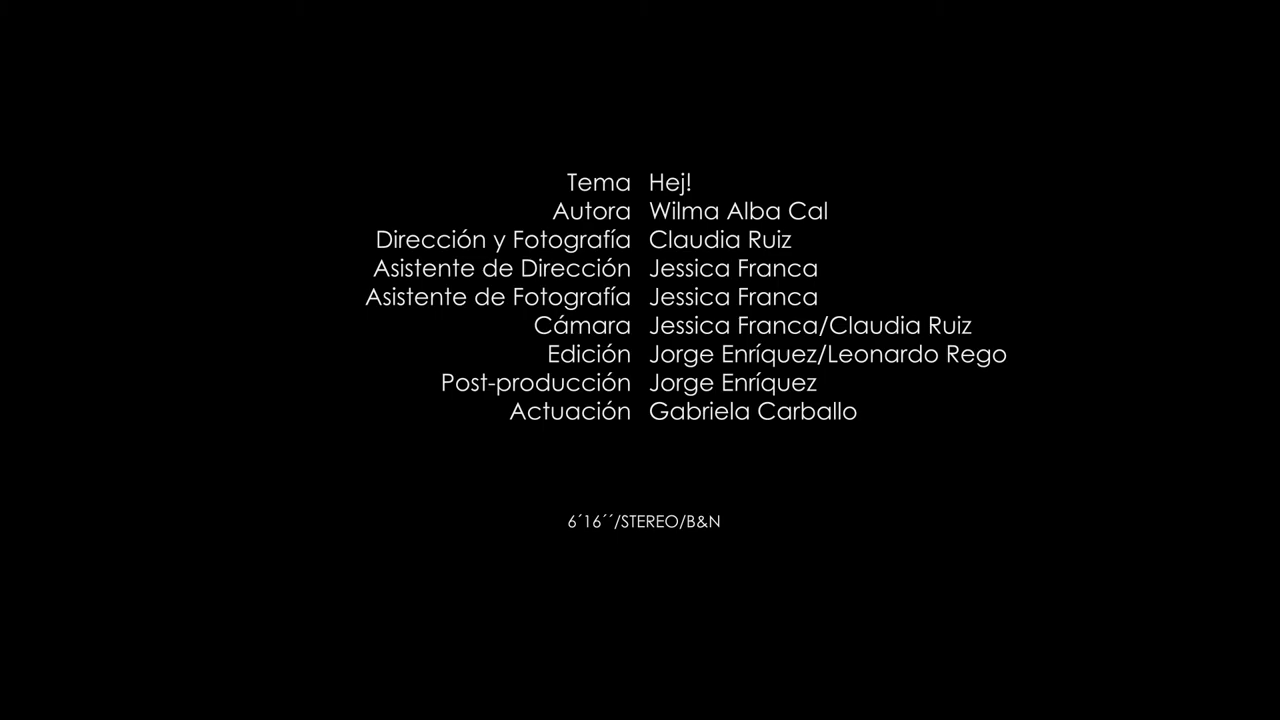 Tema Hej!
Autora Wilma Alba Cal
Dirección y Fotografía Claudia Ruiz
Asistente de Dirección Jessica Franca
Asistente de Fotografía Jessica Franca
Cámara Jessica Franca/Claudia Ruiz
Edición Jorge Enríquez/Leonardo Rego
Post-producción Jorge Enríquez
Actuación Gabriela Carballo
6´16´´/STEREO/B&N